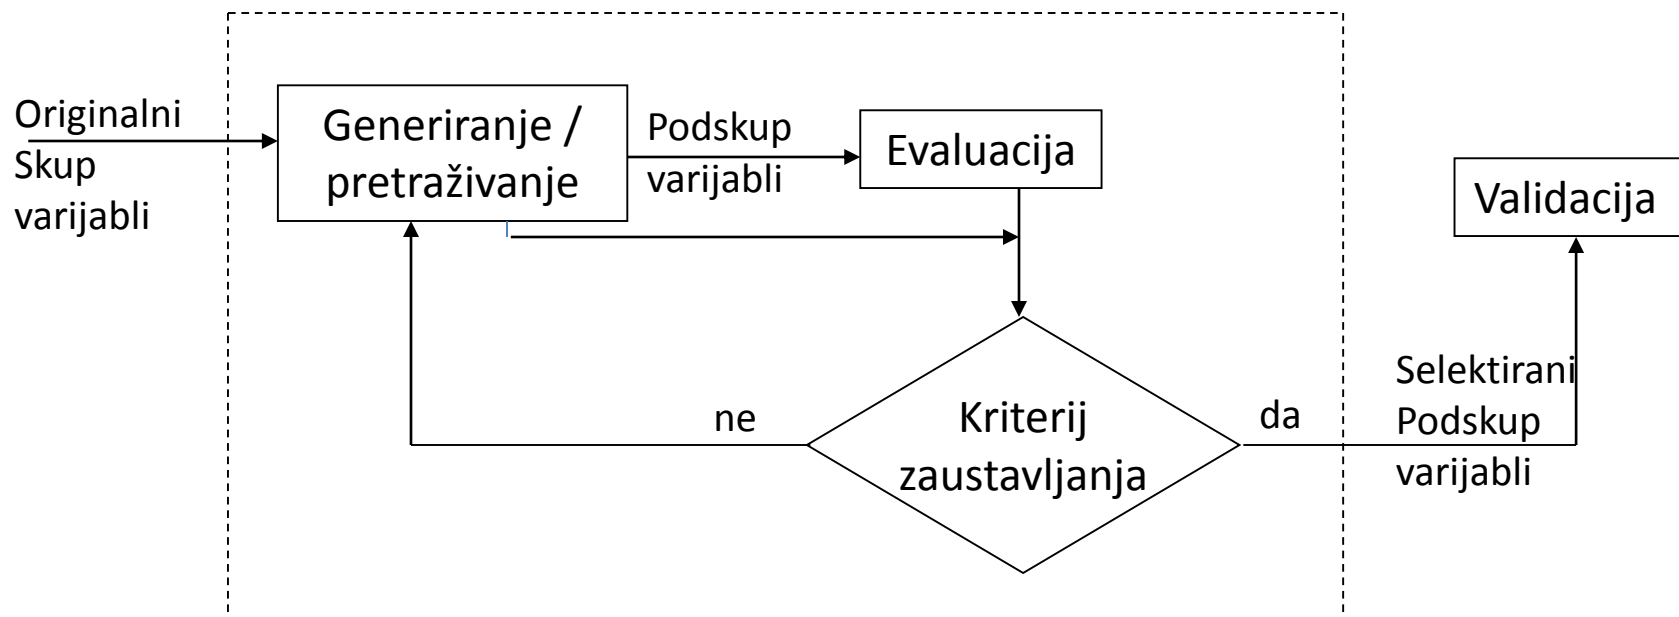 Originalni
Skup
varijabli
Generiranje /
pretraživanje
Podskup
varijabli
Evaluacija
Validacija
ne
Kriterij
zaustavljanja
da
Selektirani
Podskup
varijabli